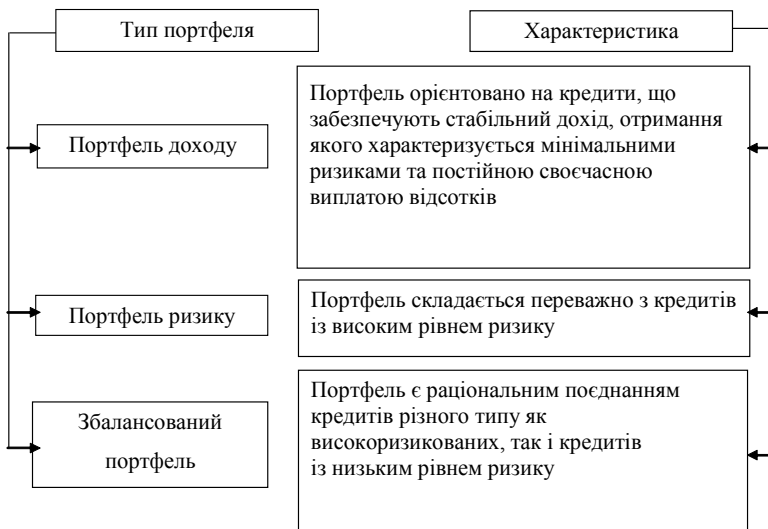 Тип портфеля
Характеристика
Портфель доходу
Портфель орієнтовано на кредити, що
забезпечують стабільний дохід, отримання
якого характеризується мінімальними
ризиками та постійною своєчасною
виплатою відсотків
Портфель ризику
Портфель складається переважно з кредитів
із високим рівнем ризику
Збалансований
портфель
Портфель є раціональним поєднанням
кредитів різного типу як
високоризикованих, так і кредитів
із низьким рівнем ризику